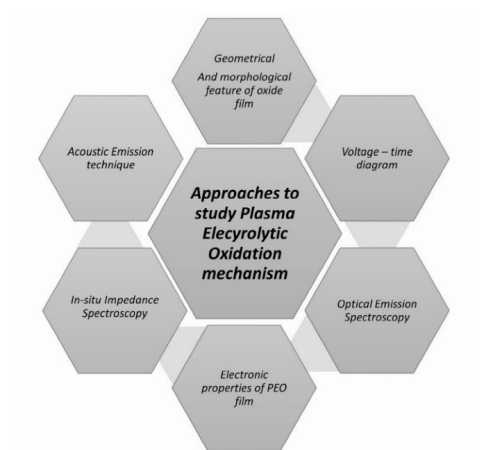 Geometrical
And morphological
feature of oxide
film
Acoustic Emission
technique
Voltage – time
diagram
Approaches to
study Plasma
Elecyrolytic
Oxidation
mechanism
In-situ Impedance
Spectroscopy
Optical Emission
Spectroscopy
Electronic
properties of PEO
film